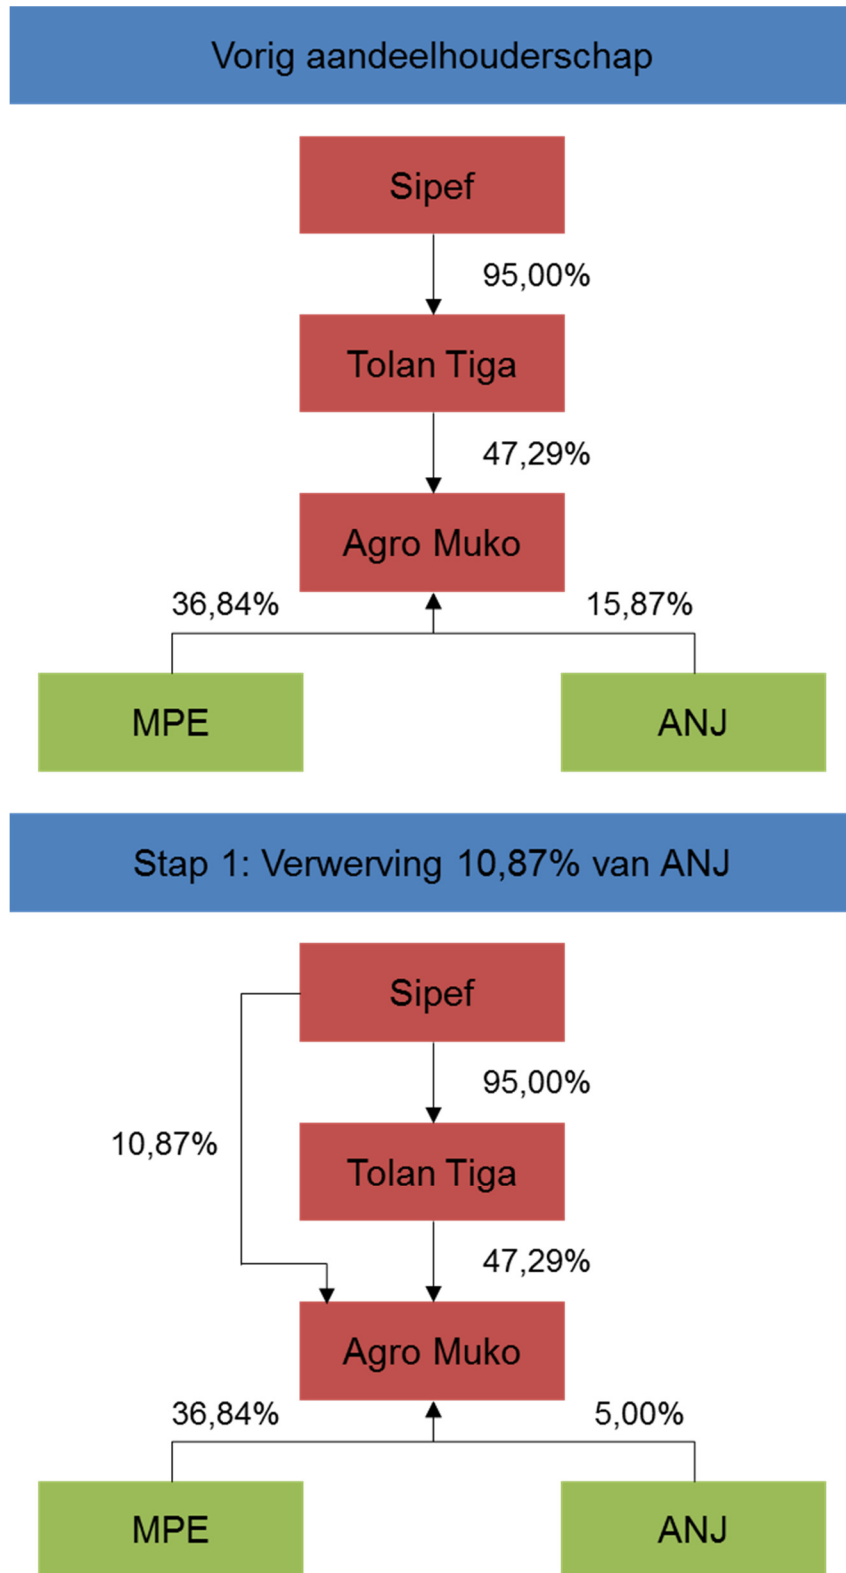 Vorig aandeelhouderschap
Sipef
95,00%
Tolan Tiga
47,29%
Agro Muko
36,84%
15,87%
MPE
ANJ
Stap 1: Verwerving 10,87% van ANJ
Sipef
95,00%
10,87%
Tolan Tiga
47,29%
Agro Muko
36,84%
5,00%
MPE
ANJ